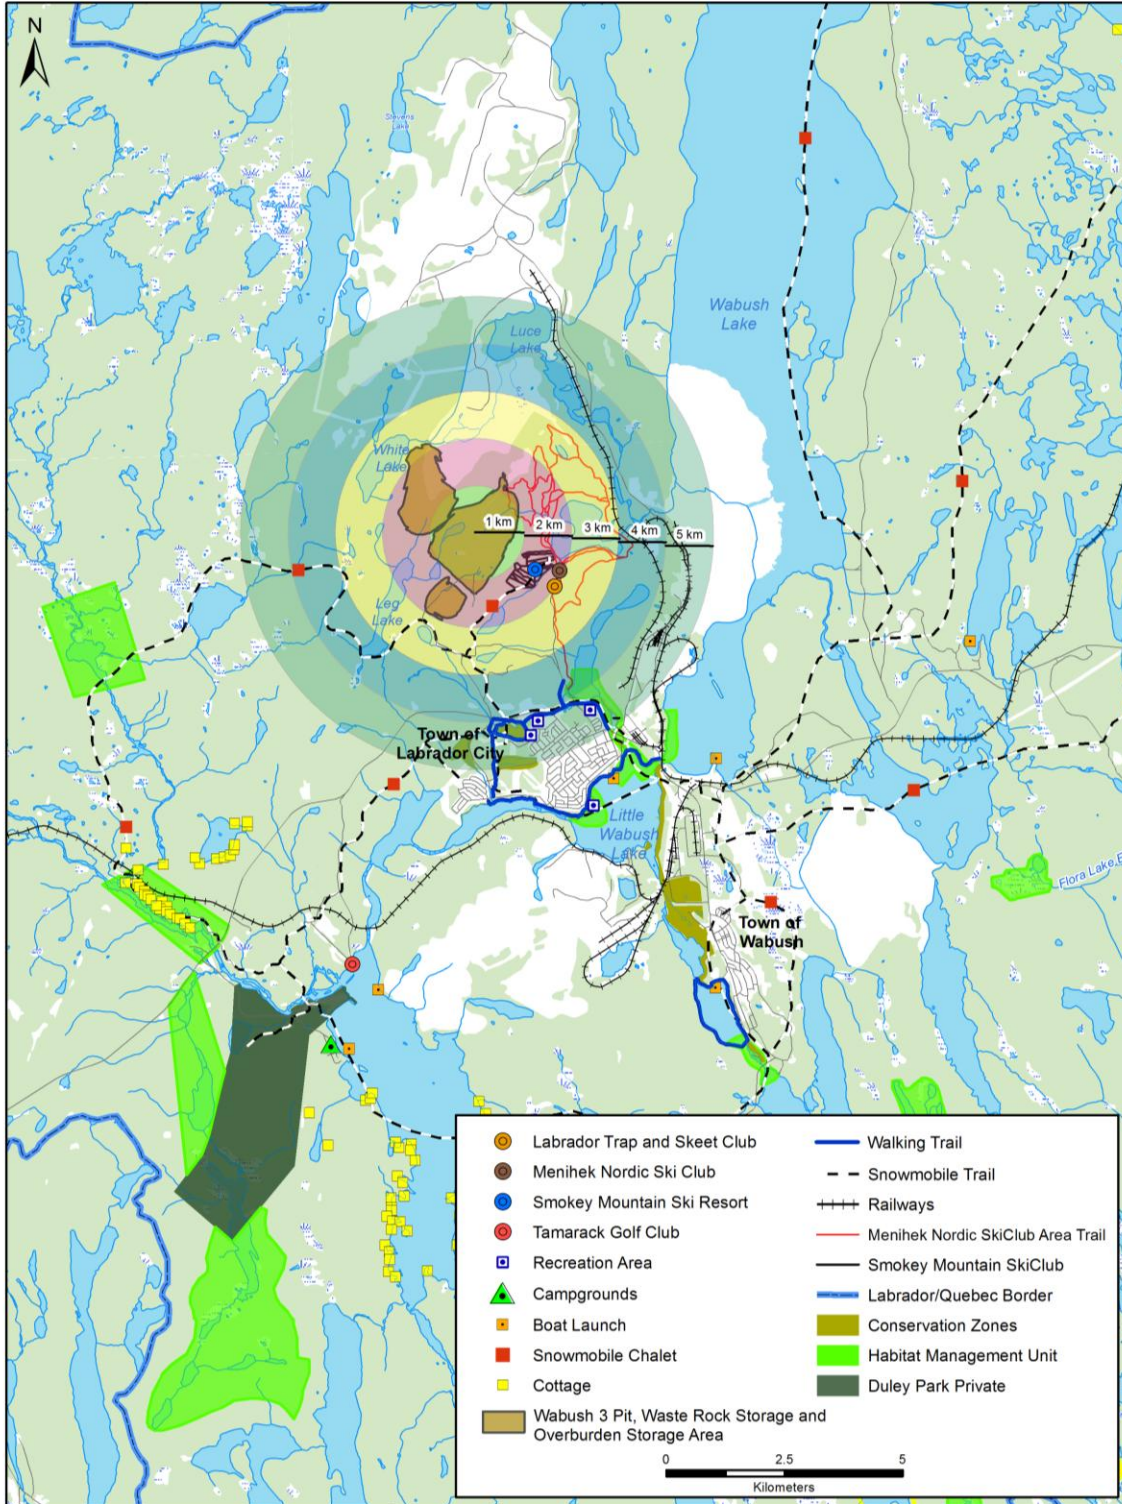 N
Stevens
Lake
Wabush
Lake
Luce
Lake
White
Lake
1 km
2 km
3 km
4 km
5 km
Leg
Lake
Town of
Labrador City
Little
Wabush
Lake
Flora Lake
Town of
Wabush
Labrador Trap and Skeet Club
Menihek Nordic Ski Club
Smokey Mountain Ski Resort
Tamarack Golf Club
Recreation Area
Campgrounds
Boat Launch
Snowmobile Chalet
Cottage
Wabush 3 Pit, Waste Rock Storage and
Overburden Storage Area
Walking Trail
Snowmobile Trail
Railways
Menihek Nordic SkiClub Area Trail
Smokey Mountain SkiClub
Labrador/Quebec Border
Conservation Zones
Habitat Management Unit
Duley Park Private
0 2.5 5
Kilometers